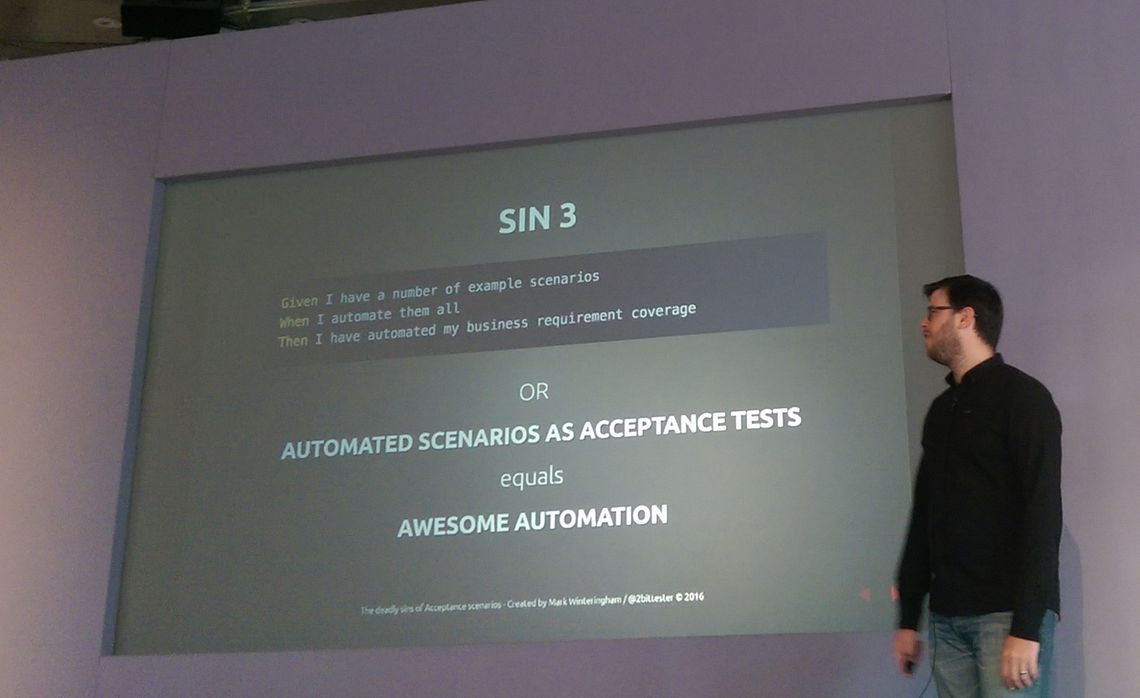 SIN 3
Given I have a number of example scenarios
When I automate them all
Then I have automated my business requirement coverage
OR
AUTOMATED SCENARIOS AS ACCEPTANCE TESTS
equals
AWESOME AUTOMATION
The deadly sins of Acceptance scenarios - Created by Mark Winteringham / @2bittester © 2016